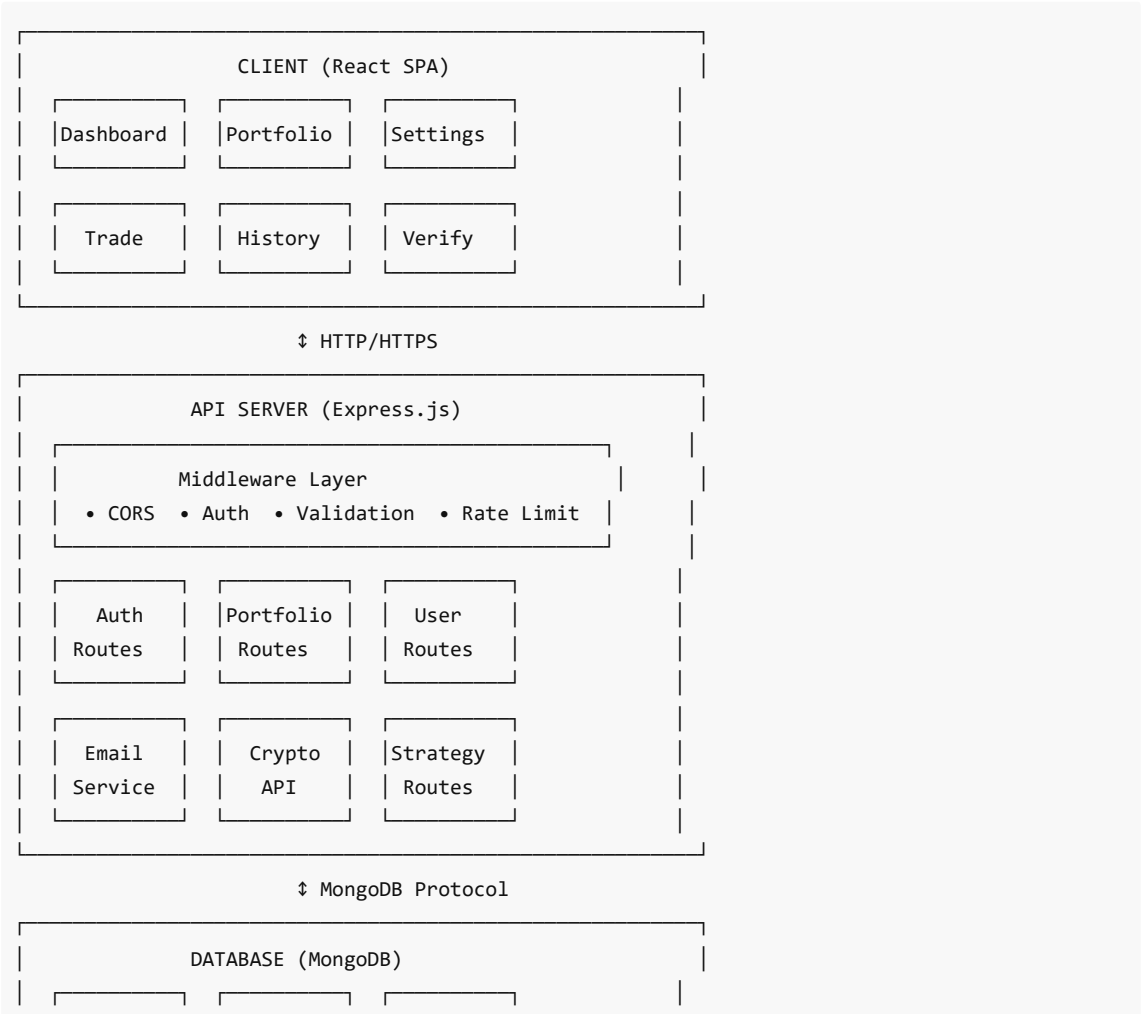 CLIENT (React SPA)
Dashboard Portfolio Settings
Trade History Verify
↕ HTTP/HTTPS
API SERVER (Express.js)
Middleware Layer
• CORS • Auth • Validation • Rate Limit
Auth Portfolio User
Routes Routes Routes
Email Crypto Strategy
Service API Routes
↕ MongoDB Protocol
DATABASE (MongoDB)